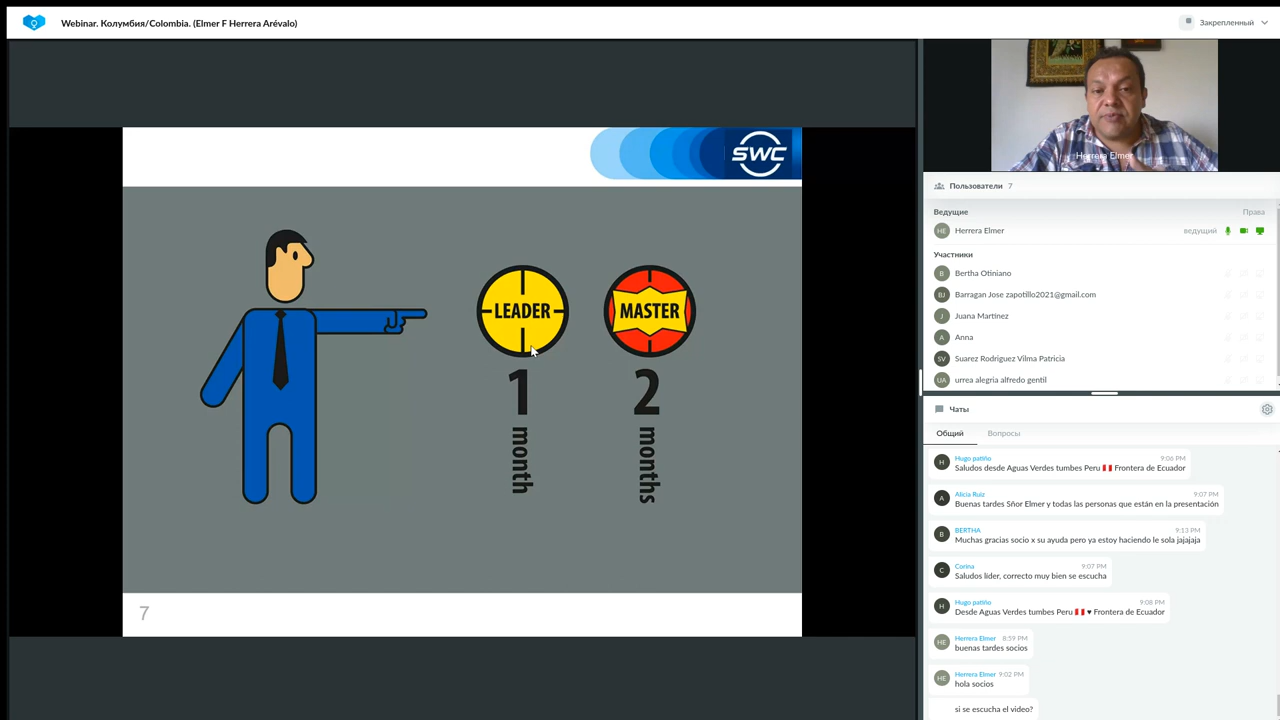 Webinar. Колумбия/Colombia. (Elmer F Herrera Arévalo)
Закрепленный
SWC
LEADER
MASTER
1
2
month
months
7
Herrera Elmer
Пользователи 7
Ведущие
Права
HE
Herrera Elmer
ведущий
Участники
B
Bertha Otiniano
BJ
Barragan Jose zapotillo2021@gmail.com
J
Juana Martínez
A
Anna
SV
Suarez Rodriguez Vilma Patricia
UA
urrea alegria alfredo gentil
Чаты
Общий
Вопросы
H
Hugo patiño 9:06 PM
Saludos desde Aguas Verdes tumbes Peru 🇵🇪 Frontera de Ecuador
A
Alicia Ruiz 9:07 PM
Buenas tardes Sñor Elmer y todas las personas que están en la presentación
B
BERTHA 9:13 PM
Muchas gracias socio x su ayuda pero ya estoy haciendo le sola jajajaja
C
Corina 9:07 PM
Saludos líder, correcto muy bien se escucha
H
Hugo patiño 9:08 PM
Desde Aguas Verdes tumbes Peru 🇵🇪 ♥ Frontera de Ecuador
HE
Herrera Elmer 8:59 PM
buenas tardes socios
HE
Herrera Elmer 9:02 PM
hola socios
si se escucha el video?